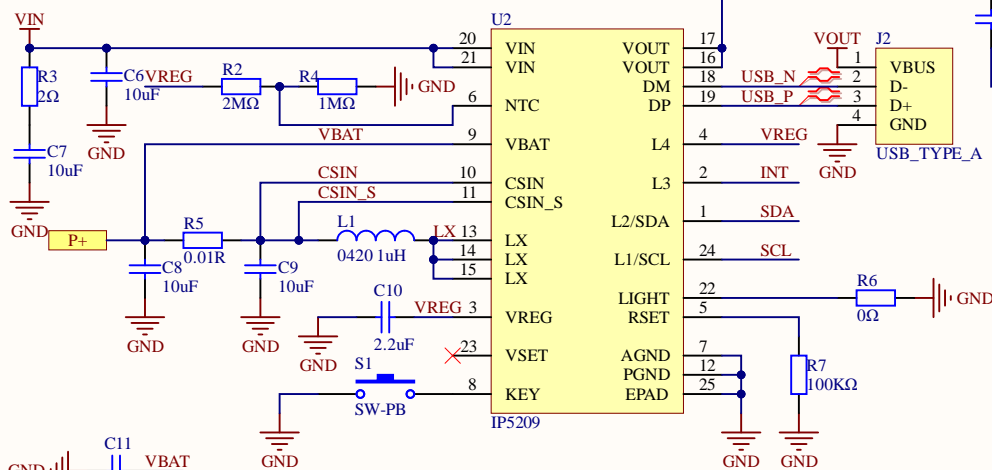 VIN
U2
R3
2Ω
C6
10uF
VREG
R2
2MΩ
R4
1MΩ
GND
GND
C7
10uF
GND
VBAT
CSIN
CSIN_S
P+
R5
0.01R
L1
0420 1uH
LX
C8
10uF
GND
C9
10uF
GND
C10
2.2uF
VREG
GND
S1
SW-PB
GND
20 VIN
21 VIN
6 NTC
9 VBAT
10 CSIN
11 CSIN_S
13 LX
14 LX
15 LX
3 VREG
23 VSET
8 KEY
IP5209
VOUT 17
VOUT 16
DM 18 USB_N
DP 19 USB_P
L4 4 VREG
L3 2 INT
L2/SDA 1 SDA
L1/SCL 24 SCL
LIGHT 22
RSET 5
AGND 7
PGND 12
EPAD 25
VOUT
J2
1 VBUS
2 D-
3 D+
4 GND
USB_TYPE_A
GND
R6
0Ω
GND
R7
100KΩ
GND
GND
C11
VBAT
GND